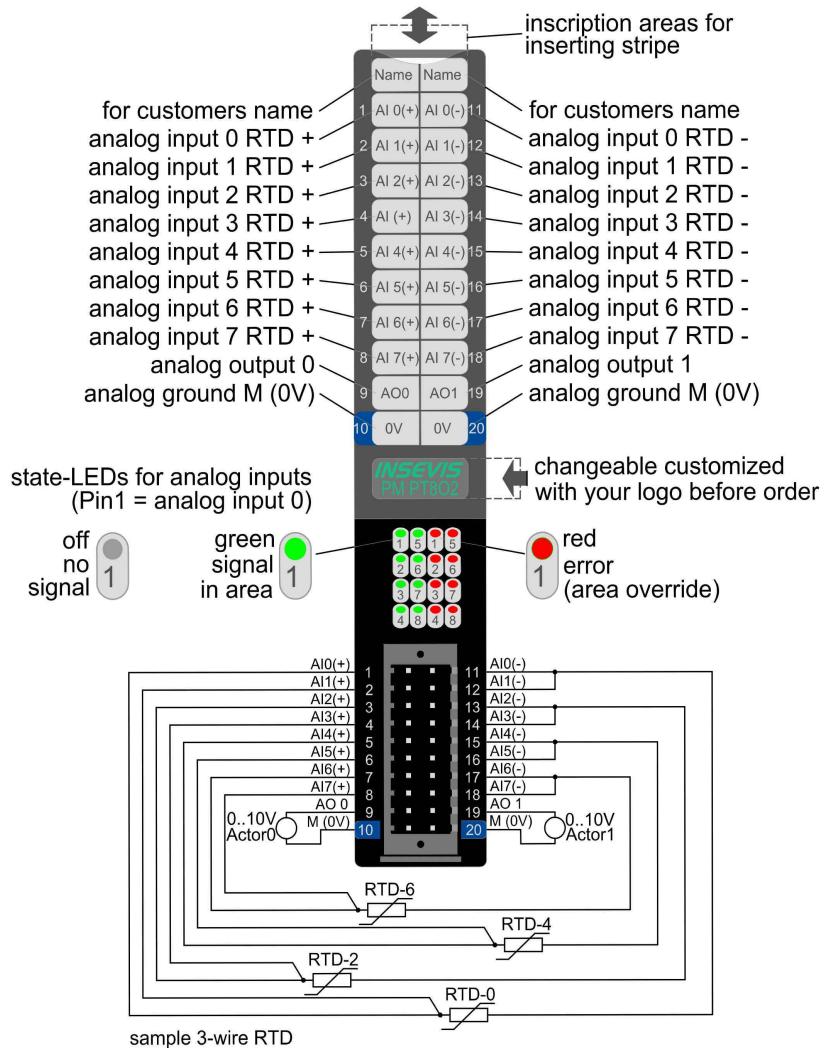 inscription areas for
inserting stripe
Name Name
for customers name
for customers name
1 AI 0(+) AI 0(-) 11
analog input 0 RTD +
analog input 0 RTD -
2 AI 1(+) AI 1(-) 12
analog input 1 RTD +
analog input 1 RTD -
3 AI 2(+) AI 2(-) 13
analog input 2 RTD +
analog input 2 RTD -
4 AI (+) AI 3(-) 14
analog input 3 RTD +
analog input 3 RTD -
5 AI 4(+) AI 4(-) 15
analog input 4 RTD +
analog input 4 RTD -
6 AI 5(+) AI 5(-) 16
analog input 5 RTD +
analog input 5 RTD -
7 AI 6(+) AI 6(-) 17
analog input 6 RTD +
analog input 6 RTD -
8 AI 7(+) AI 7(-) 18
analog input 7 RTD +
analog input 7 RTD -
analog output 0
analog output 1
9 AO0 AO1 19
analog ground M (0V)
analog ground M (0V)
10 0V 0V 20
INSEVIS
PM PT8O2
changeable customized
with your logo before order
state-LEDs for analog inputs
(Pin1 = analog input 0)
off
no
signal
1
green
signal
in area
1
1 5 1 5
2 6 2 6
3 7 3 7
4 8 4 8
1
red
error
(area override)
AI0(+) 1 11 AI0(-)
AI1(+) 2 12 AI1(-)
AI2(+) 3 13 AI2(-)
AI3(+) 4 14 AI3(-)
AI4(+) 5 15 AI4(-)
AI5(+) 6 16 AI5(-)
AI6(+) 7 17 AI6(-)
AI7(+) 8 18 AI7(-)
AO 0 9 19 AO 1
M (0V) 10 20 M (0V)
0..10V
Actor0
0..10V
Actor1
RTD-6
RTD-4
RTD-2
RTD-0
sample 3-wire RTD